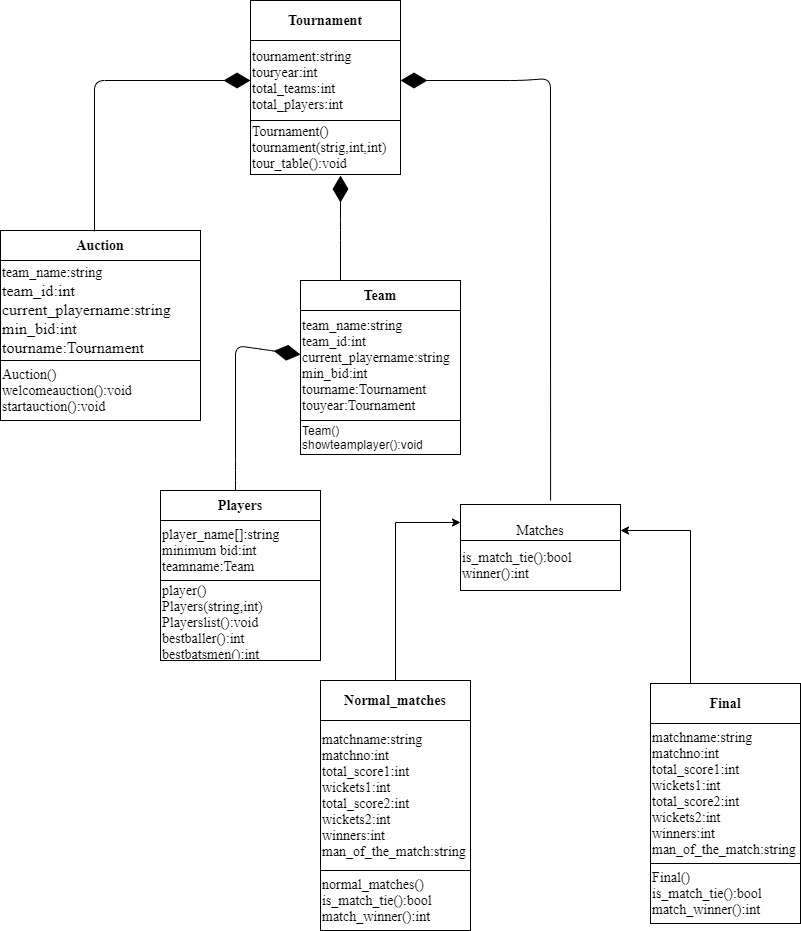 Tournament
tournament:string
touryear:int
total_teams:int
total_players:int
Tournament()
tournament(strig,int,int)
tour_table():void
Auction
team_name:string
team_id:int
current_playername:string
min_bid:int
tourname:Tournament
Auction()
welcomeauction():void
startauction():void
Team
team_name:string
team_id:int
current_playername:string
min_bid:int
tourname:Tournament
touyear:Tournament
Team()
showteamplayer():void
Players
player_name[]:string
minimum bid:int
teamname:Team
player()
Players(string,int)
Playerslist():void
bestballer():int
bestbatsmen():int
Matches
is_match_tie():bool
winner():int
Normal_matches
matchname:string
matchno:int
total_score1:int
wickets1:int
total_score2:int
wickets2:int
winners:int
man_of_the_match:string
normal_matches()
is_match_tie():bool
match_winner():int
Final
matchname:string
matchno:int
total_score1:int
wickets1:int
total_score2:int
wickets2:int
winners:int
man_of_the_match:string
Final()
is_match_tie():bool
match_winner():int